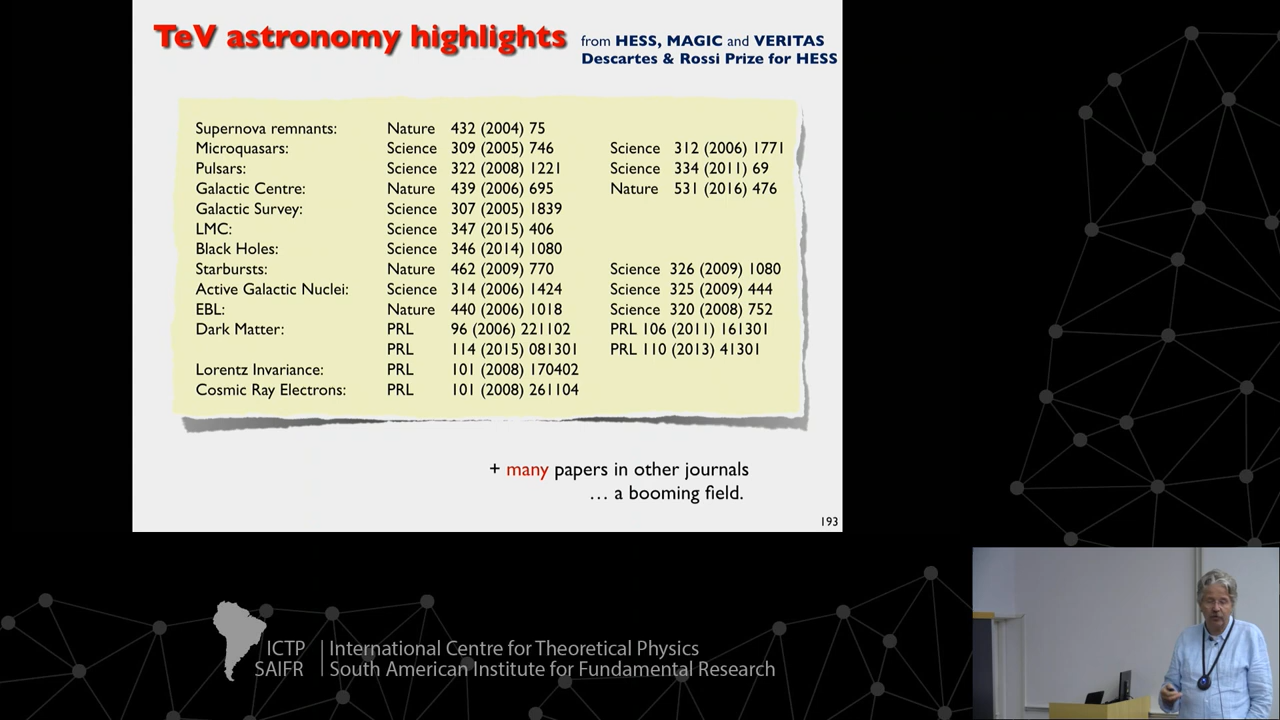 TeV astronomy highlights from HESS, MAGIC and VERITAS
Descartes & Rossi Prize for HESS
Supernova remnants: Nature 432 (2004) 75
Microquasars: Science 309 (2005) 746 Science 312 (2006) 1771
Pulsars: Science 322 (2008) 1221 Science 334 (2011) 69
Galactic Centre: Nature 439 (2006) 695 Nature 531 (2016) 476
Galactic Survey: Science 307 (2005) 1839
LMC: Science 347 (2015) 406
Black Holes: Science 346 (2014) 1080
Starbursts: Nature 462 (2009) 770 Science 326 (2009) 1080
Active Galactic Nuclei: Science 314 (2006) 1424 Science 325 (2009) 444
EBL: Nature 440 (2006) 1018 Science 320 (2008) 752
Dark Matter: PRL 96 (2006) 221102 PRL 106 (2011) 161301
PRL 114 (2015) 081301 PRL 110 (2013) 41301
Lorentz Invariance: PRL 101 (2008) 170402
Cosmic Ray Electrons: PRL 101 (2008) 261104
+ many papers in other journals
… a booming field.
193
ICTP International Centre for Theoretical Physics
SAIFR South American Institute for Fundamental Research